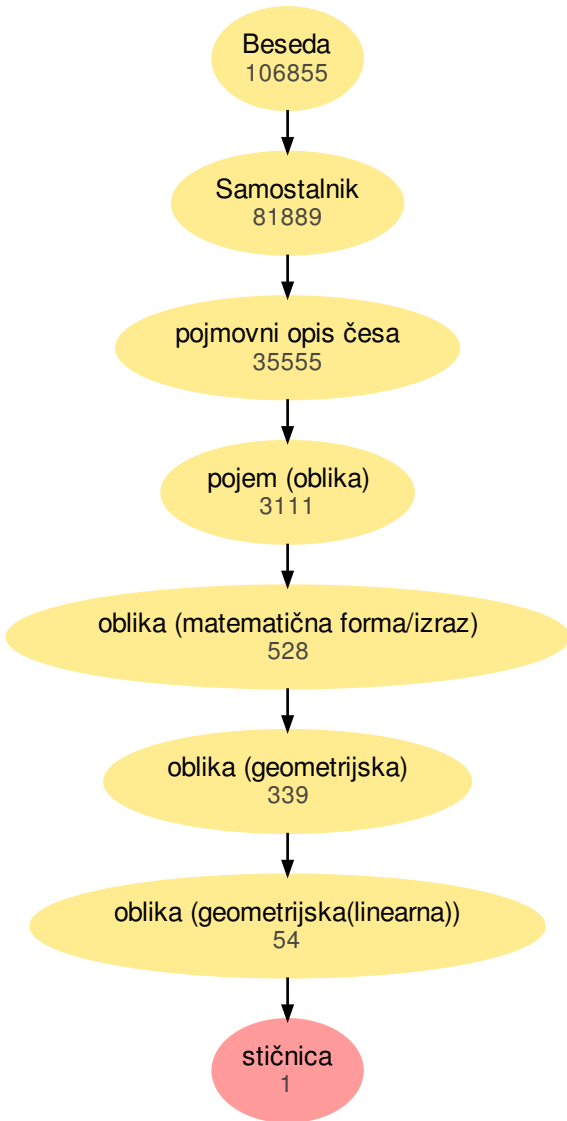 Beseda
106855
Samostalnik
81889
pojmovni opis česa
35555
pojem (oblika)
3111
oblika (matematična forma/izraz)
528
oblika (geometrijska)
339
oblika (geometrijska(linearna))
54
stičnica
1